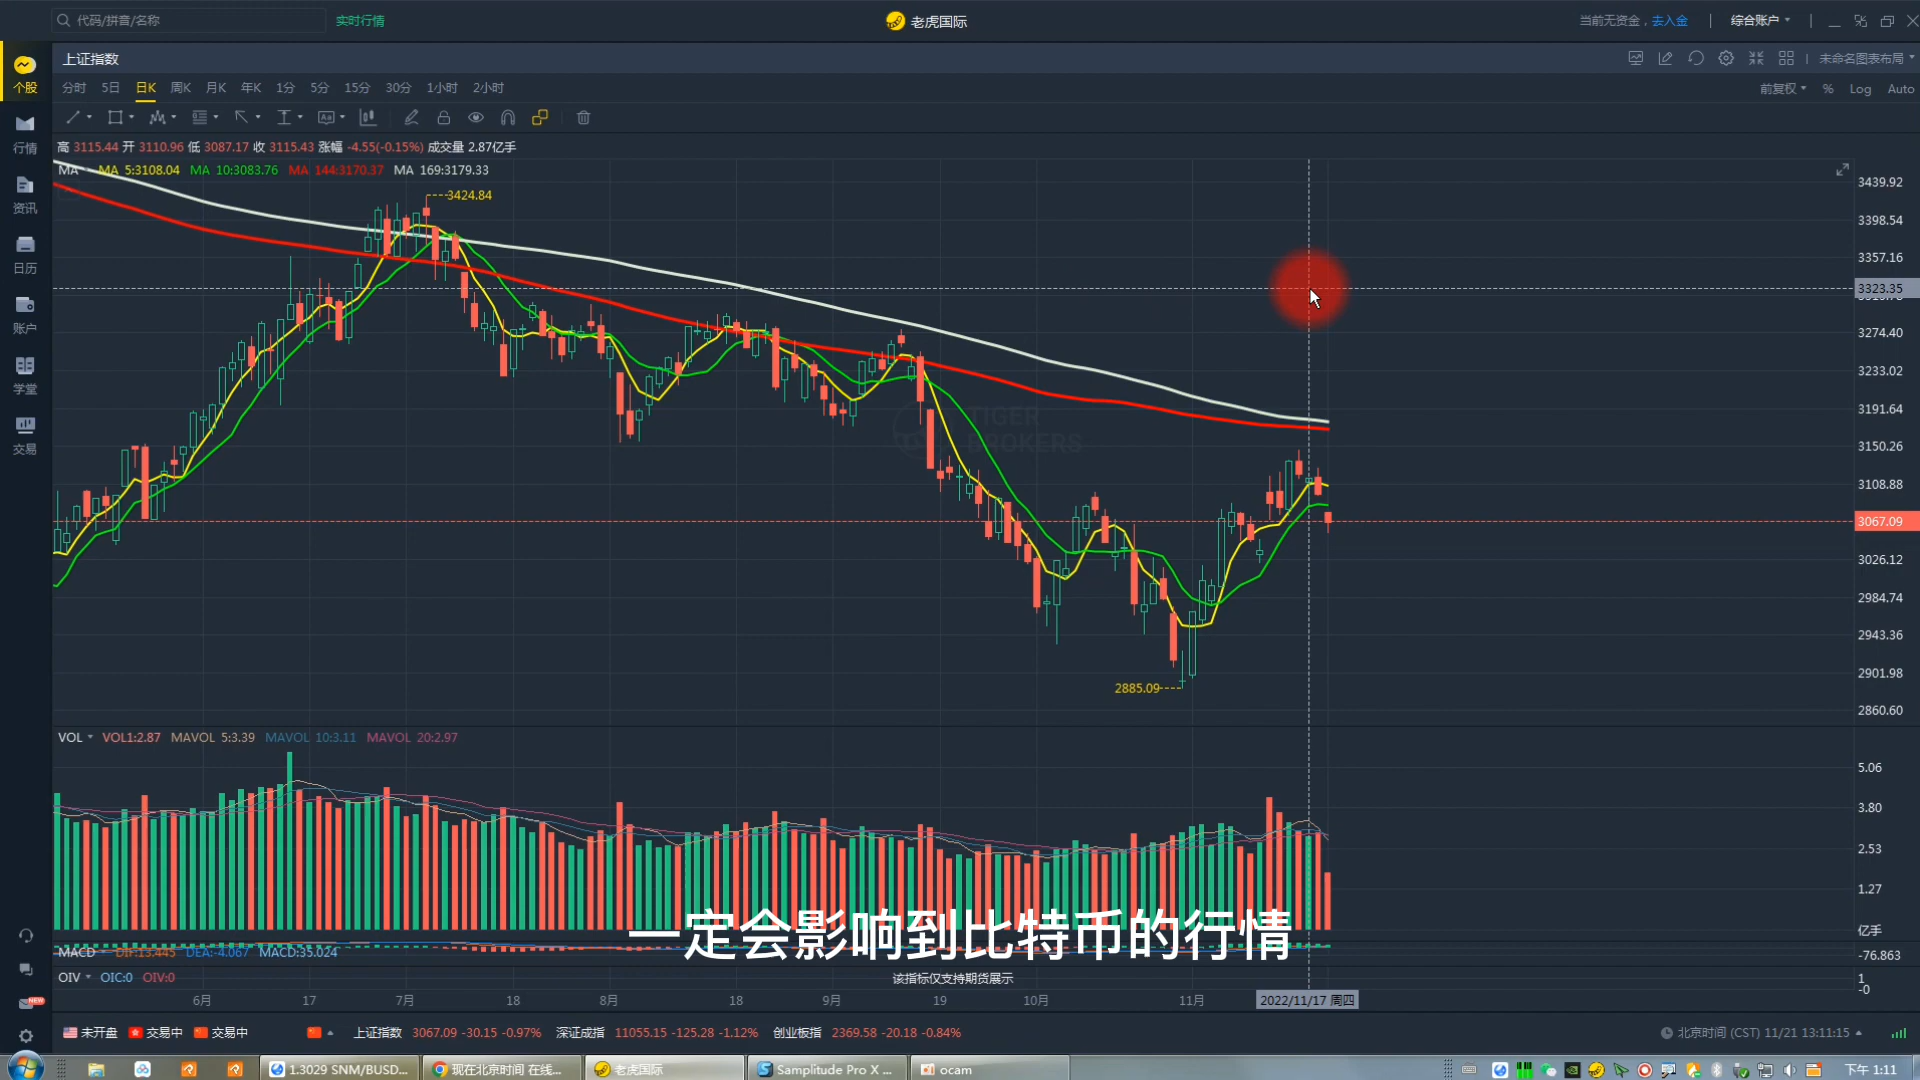 代码/拼音/名称
实时行情
老虎国际
当前无资金，去入金
综合账户
上证指数
未命名图表布局
个股
行情
资讯
日历
账户
学堂
交易
分时 5日 日K 周K 月K 年K 1分 5分 15分 30分 1小时 2小时
前复权 % Log Auto
高 3115.44 开 3110.96 低 3087.17 收 3115.43 涨幅 -4.55(-0.15%) 成交量 2.87亿手
MA MA 5:3108.04 MA 10:3083.76 MA 144:3170.37 MA 169:3179.33
3424.84
3439.92
3398.54
3357.16
3323.35
3274.40
3233.02
3191.64
3150.26
3108.88
3067.09
3026.12
2984.74
2943.36
2901.98
2860.60
TIGER
BROKERS
2885.09
VOL VOL1:2.87 MAVOL 5:3.39 MAVOL 10:3.11 MAVOL 20:2.97
5.06
3.80
2.53
1.27
亿手
一定会影响到比特币的行情
MACD DIF:13.445 DEA:-4.067 MACD:35.024
-76.863
OIV OIC:0 OIV:0
该指标仅支持期货展示
1
-0
6月 17 7月 18 8月 18 9月 19 10月 11月 2022/11/17 周四
NEW
未开盘 交易中 交易中
上证指数 3067.09 -30.15 -0.97% 深证成指 11055.15 -125.28 -1.12% 创业板指 2369.58 -20.18 -0.84%
北京时间 (CST) 11/21 13:11:15
1.3029 SNM/BUSD...
现在北京时间 在线...
老虎国际
Samplitude Pro X ...
ocam
下午 1:11